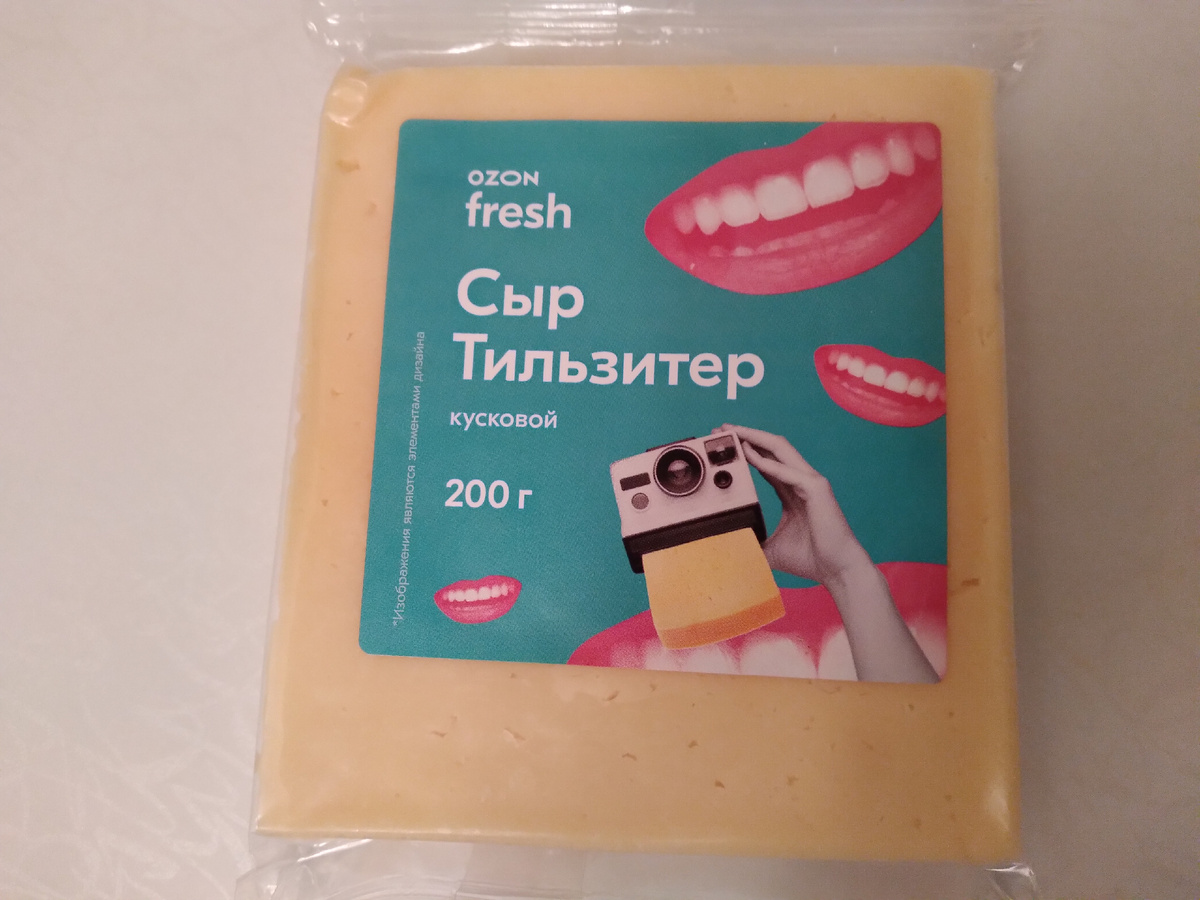 OZON
fresh
Сыр
Тильзитер
кусковой
200 г
*Изображения являются элементами дизайна